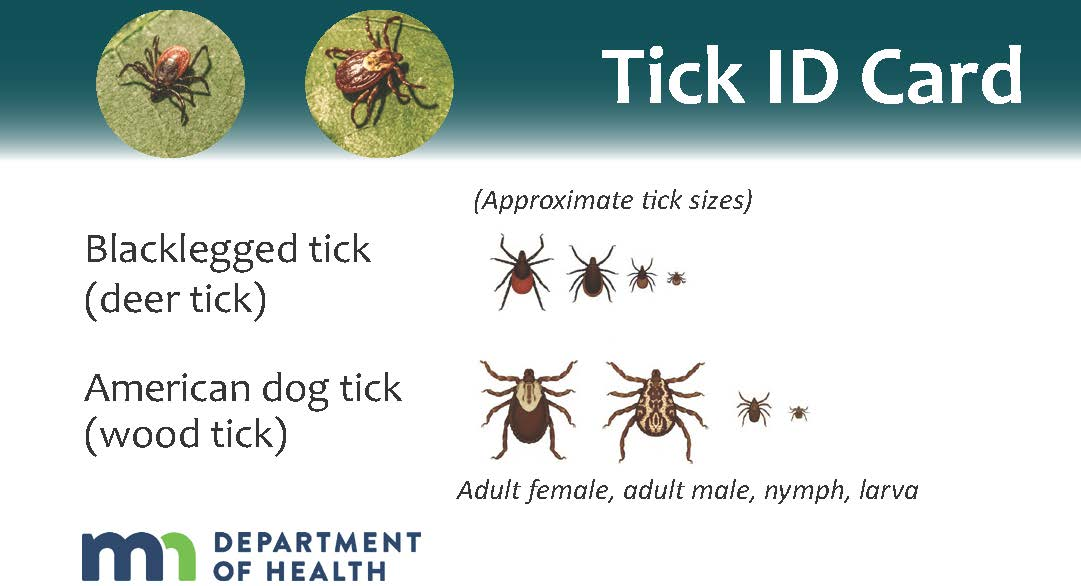 Tick ID Card
(Approximate tick sizes)
Blacklegged tick
(deer tick)
American dog tick
(wood tick)
Adult female, adult male, nymph, larva
mn DEPARTMENT
OF HEALTH